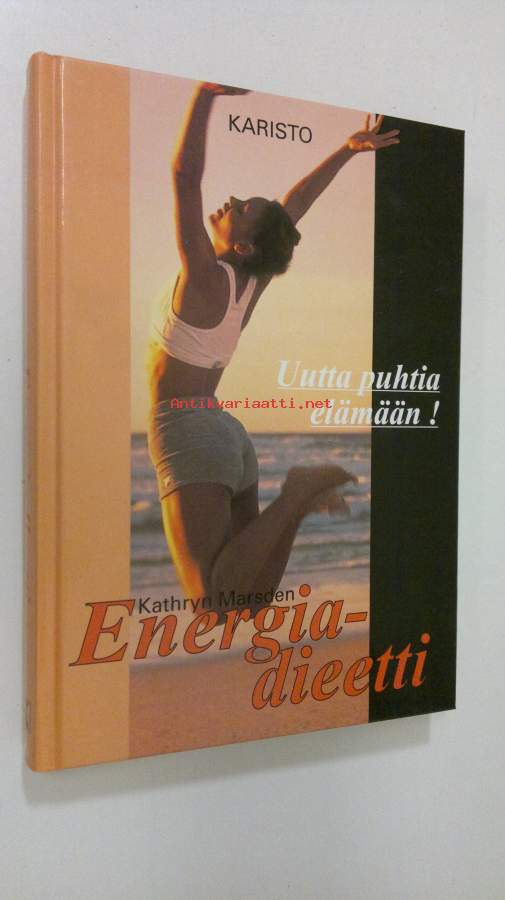 KARISTO
Uutta puhtia
elämään !
Antikvariaatti.net
Kathryn Marsden
Energia-
dieetti